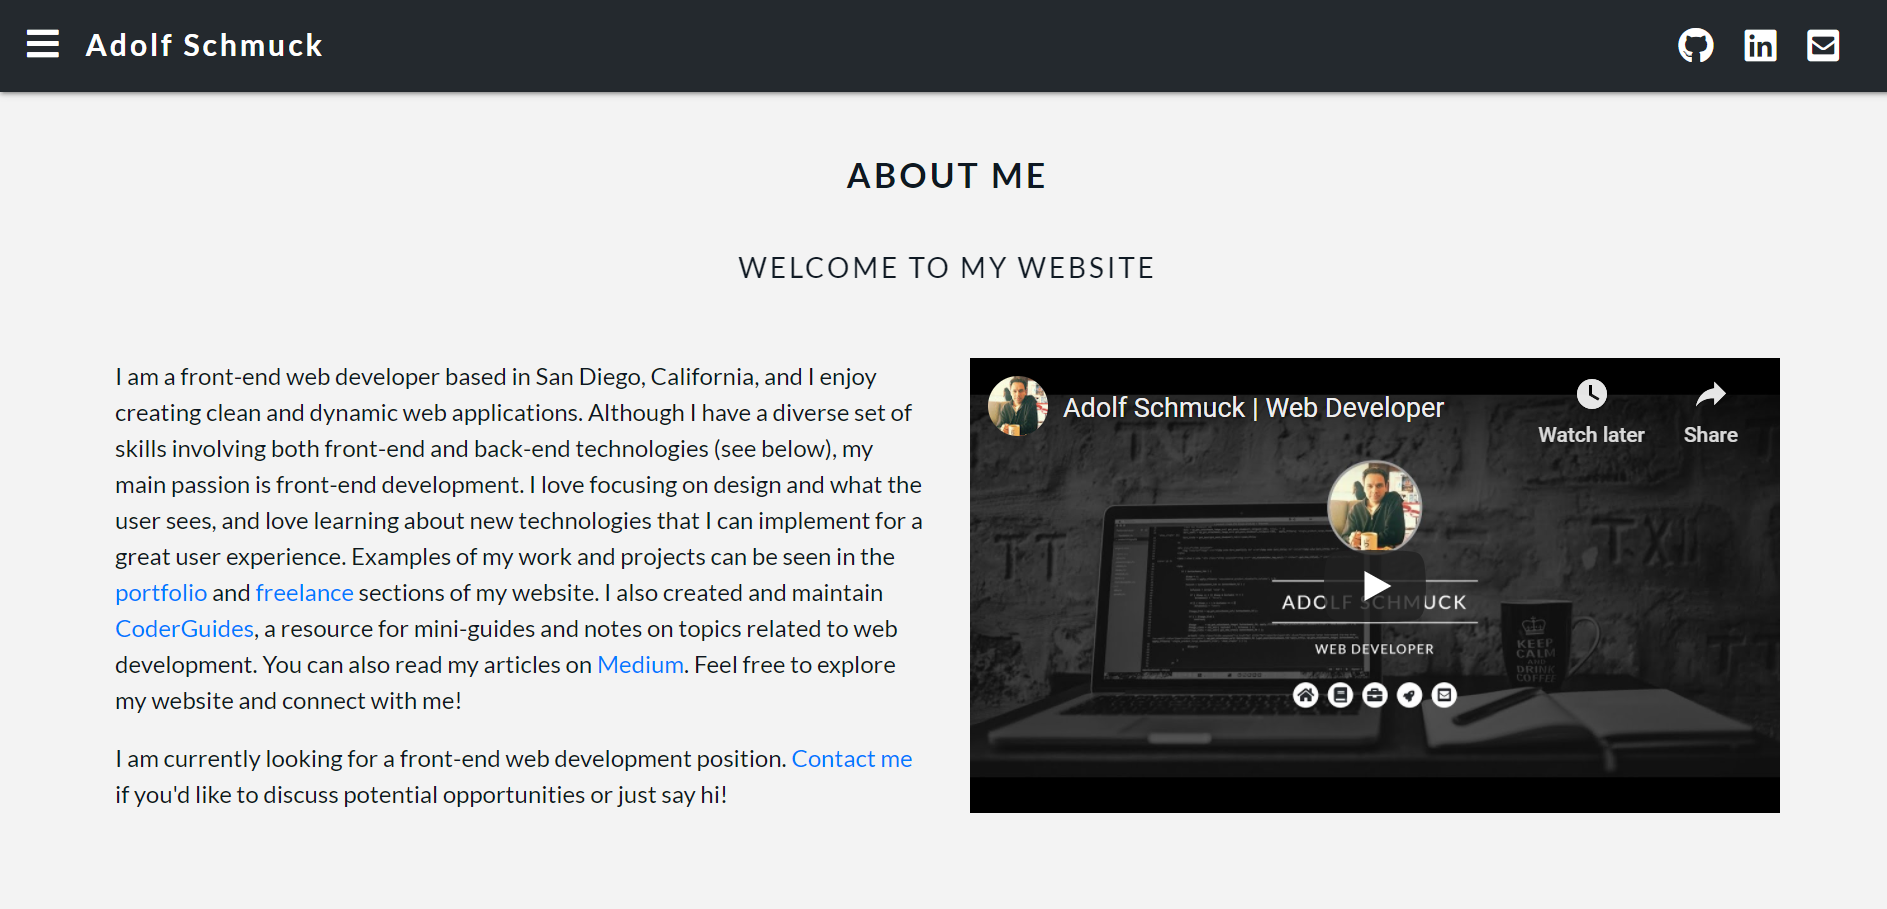 Adolf Schmuck
ABOUT ME
WELCOME TO MY WEBSITE
I am a front-end web developer based in San Diego, California, and I enjoy
creating clean and dynamic web applications. Although I have a diverse set of
skills involving both front-end and back-end technologies (see below), my
main passion is front-end development. I love focusing on design and what the
user sees, and love learning about new technologies that I can implement for a
great user experience. Examples of my work and projects can be seen in the
portfolio and freelance sections of my website. I also created and maintain
CoderGuides, a resource for mini-guides and notes on topics related to web
development. You can also read my articles on Medium. Feel free to explore
my website and connect with me!
I am currently looking for a front-end web development position. Contact me
if you'd like to discuss potential opportunities or just say hi!
Adolf Schmuck | Web Developer
Watch later
Share
ADOLF SCHMUCK
WEB DEVELOPER
KEEP
CALM
AND
DRINK
COFFEE